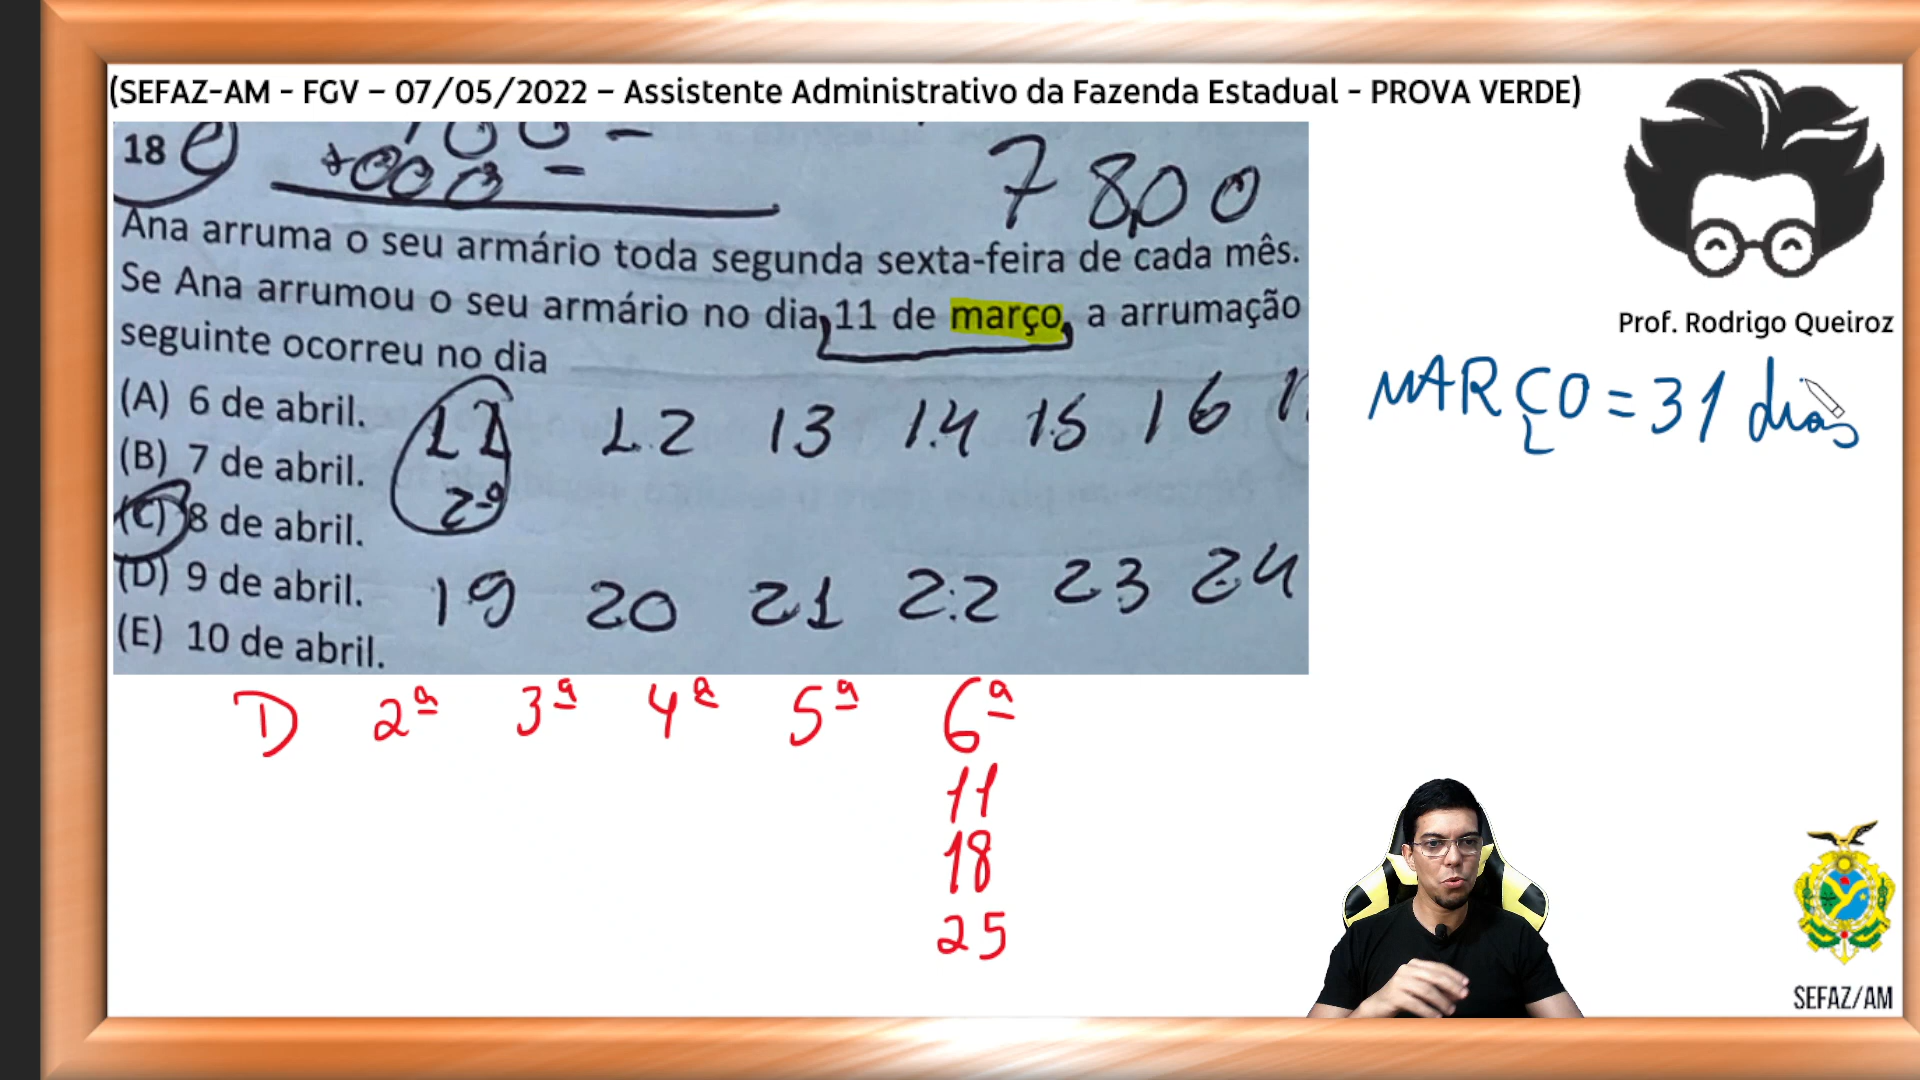 (SEFAZ-AM - FGV – 07/05/2022 – Assistente Administrativo da Fazenda Estadual - PROVA VERDE)
18
7800
Ana arruma o seu armário toda segunda sexta-feira de cada mês.
Se Ana arrumou o seu armário no dia 11 de março, a arrumação
seguinte ocorreu no dia
(A) 6 de abril.
(B) 7 de abril.
(C) 8 de abril.
(D) 9 de abril.
(E) 10 de abril.
11 12 13 14 15 16
2ª
19 20 21 22 23 24
Prof. Rodrigo Queiroz
MARÇO = 31 dias
D 2ª 3ª 4ª 5ª 6ª
11
18
25
SEFAZ/AM